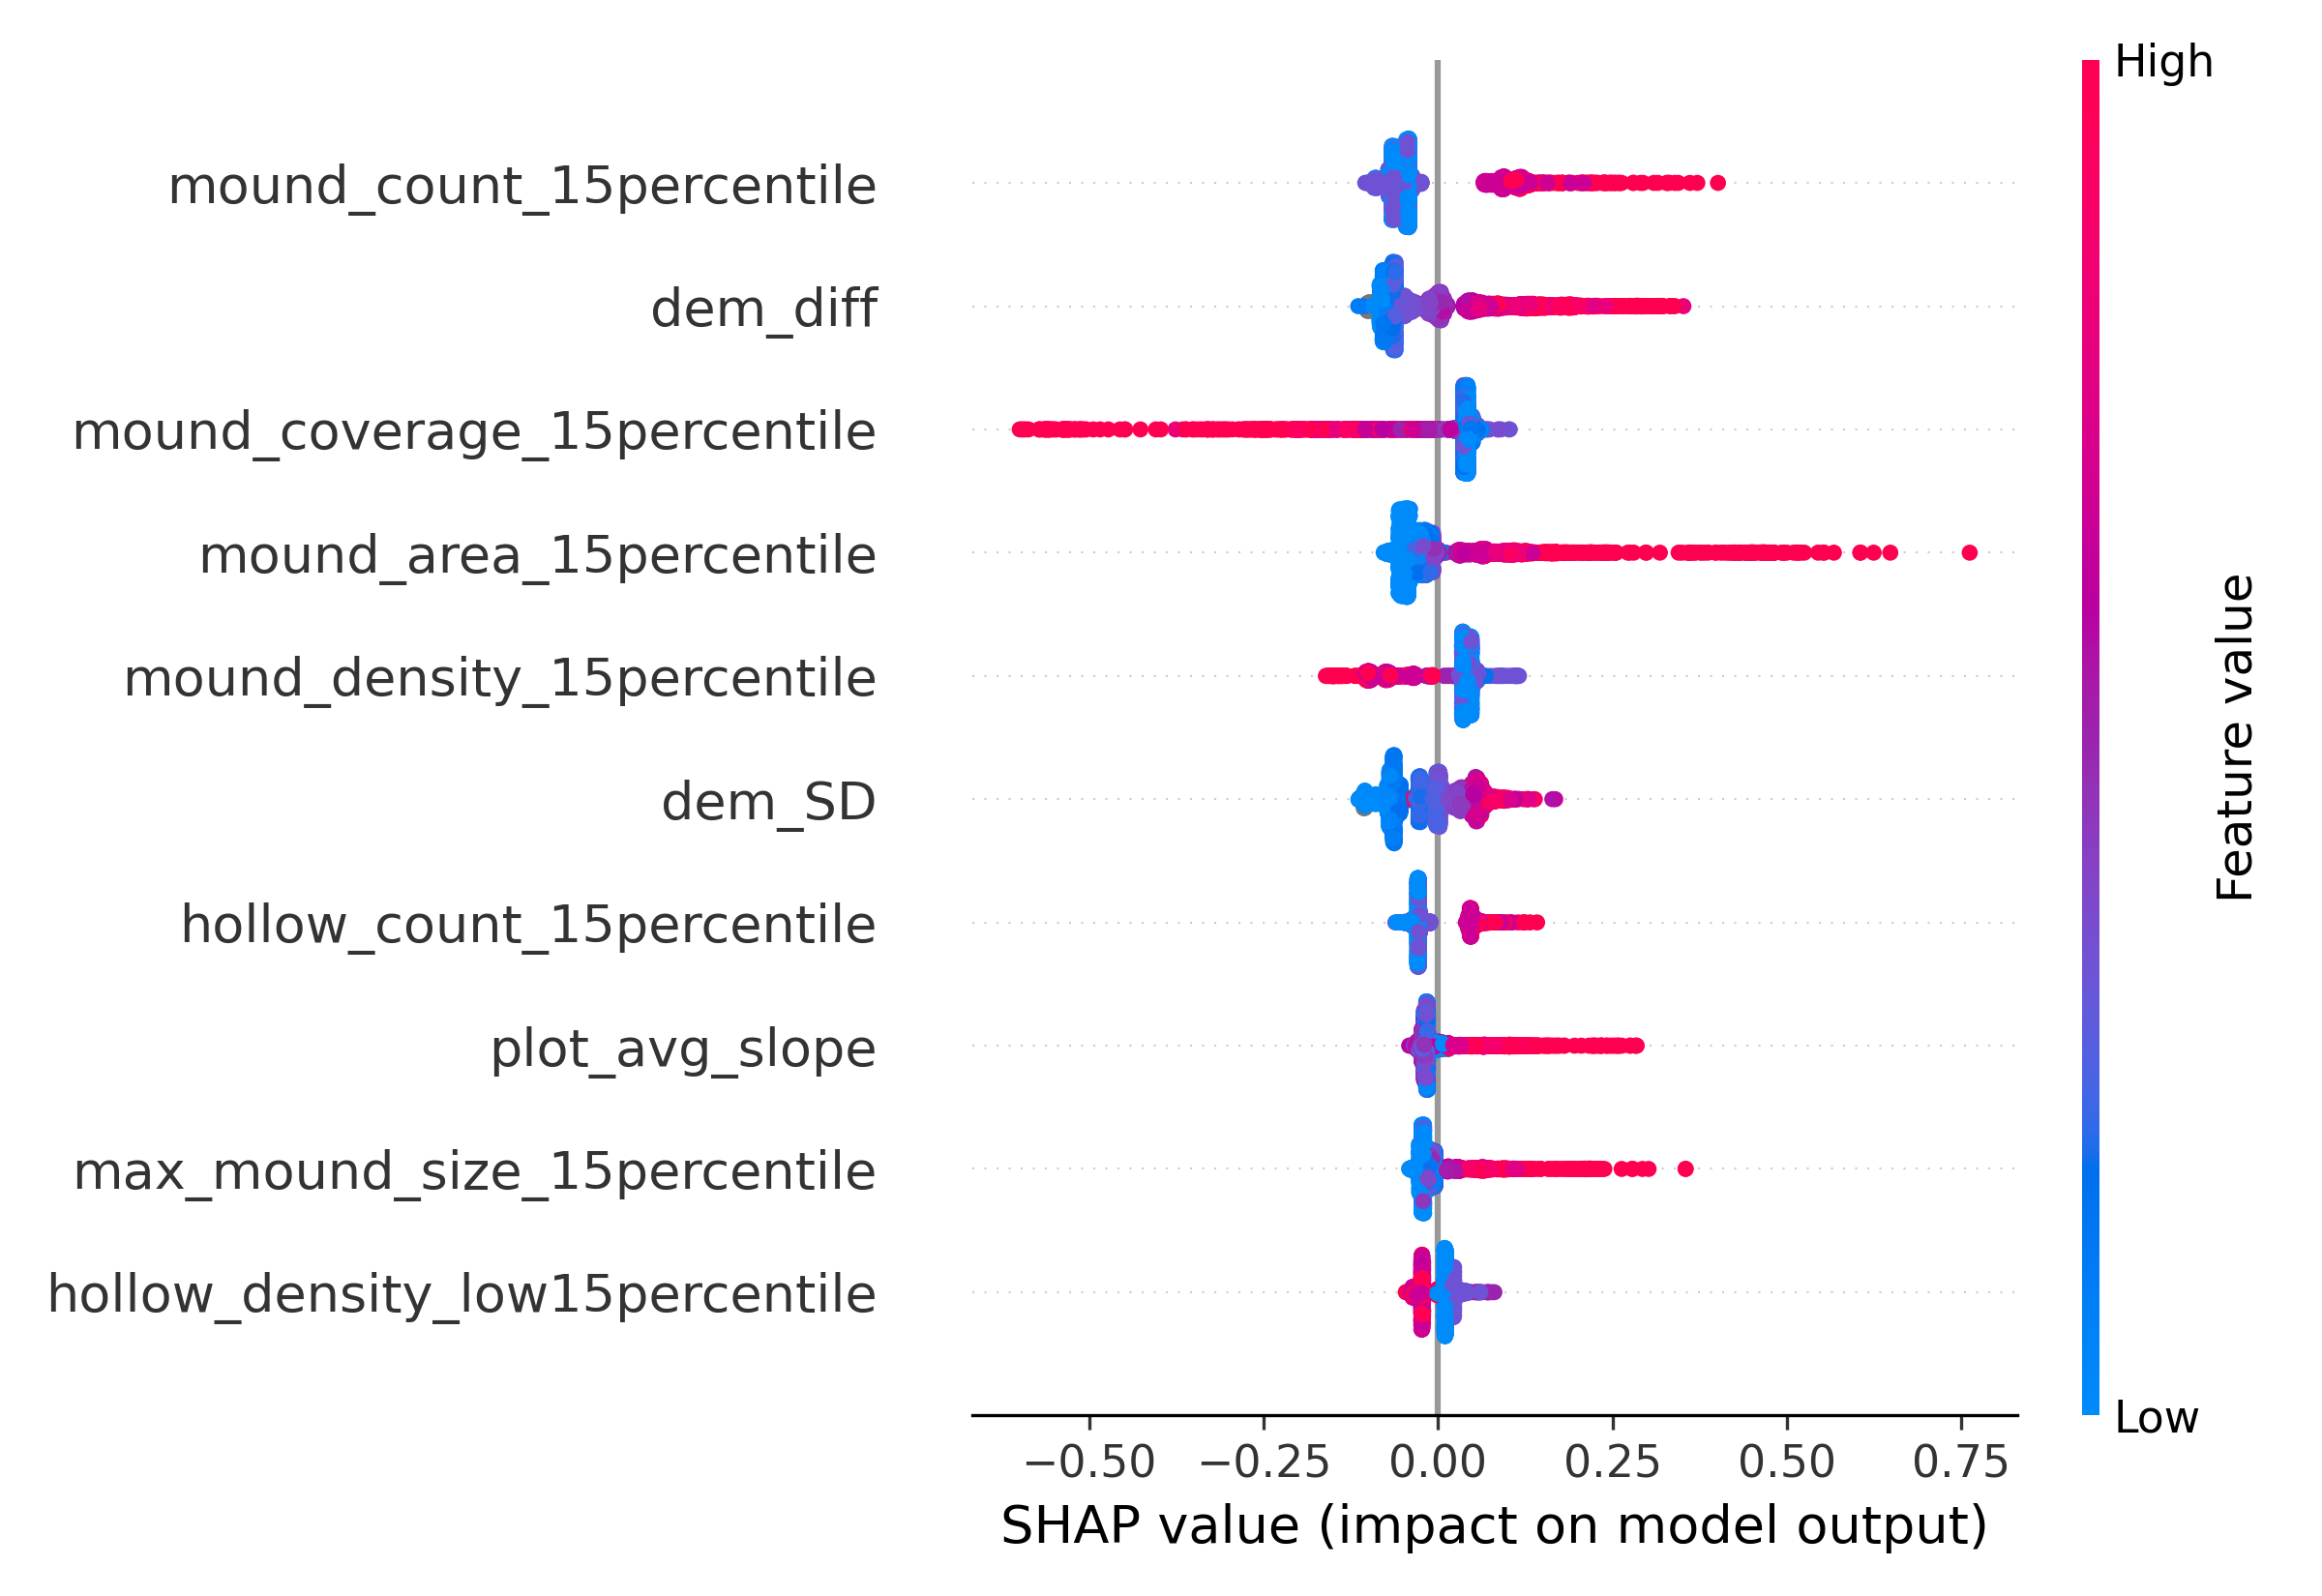 High
mound_count_15percentile
dem_diff
mound_coverage_15percentile
mound_area_15percentile
mound_density_15percentile
dem_SD
hollow_count_15percentile
plot_avg_slope
max_mound_size_15percentile
hollow_density_low15percentile
Feature value
Low
−0.50 −0.25 0.00 0.25 0.50 0.75
SHAP value (impact on model output)